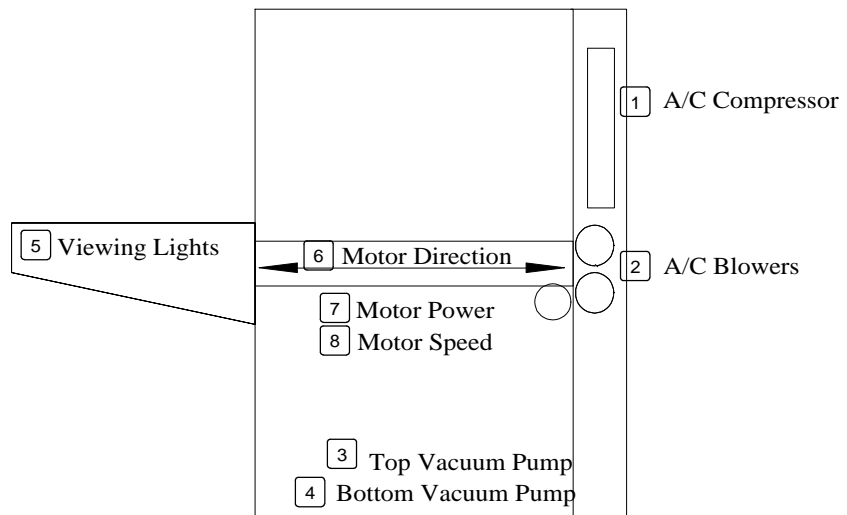 1 A/C Compressor
5 Viewing Lights
6 Motor Direction
2 A/C Blowers
7 Motor Power
8 Motor Speed
3 Top Vacuum Pump
4 Bottom Vacuum Pump